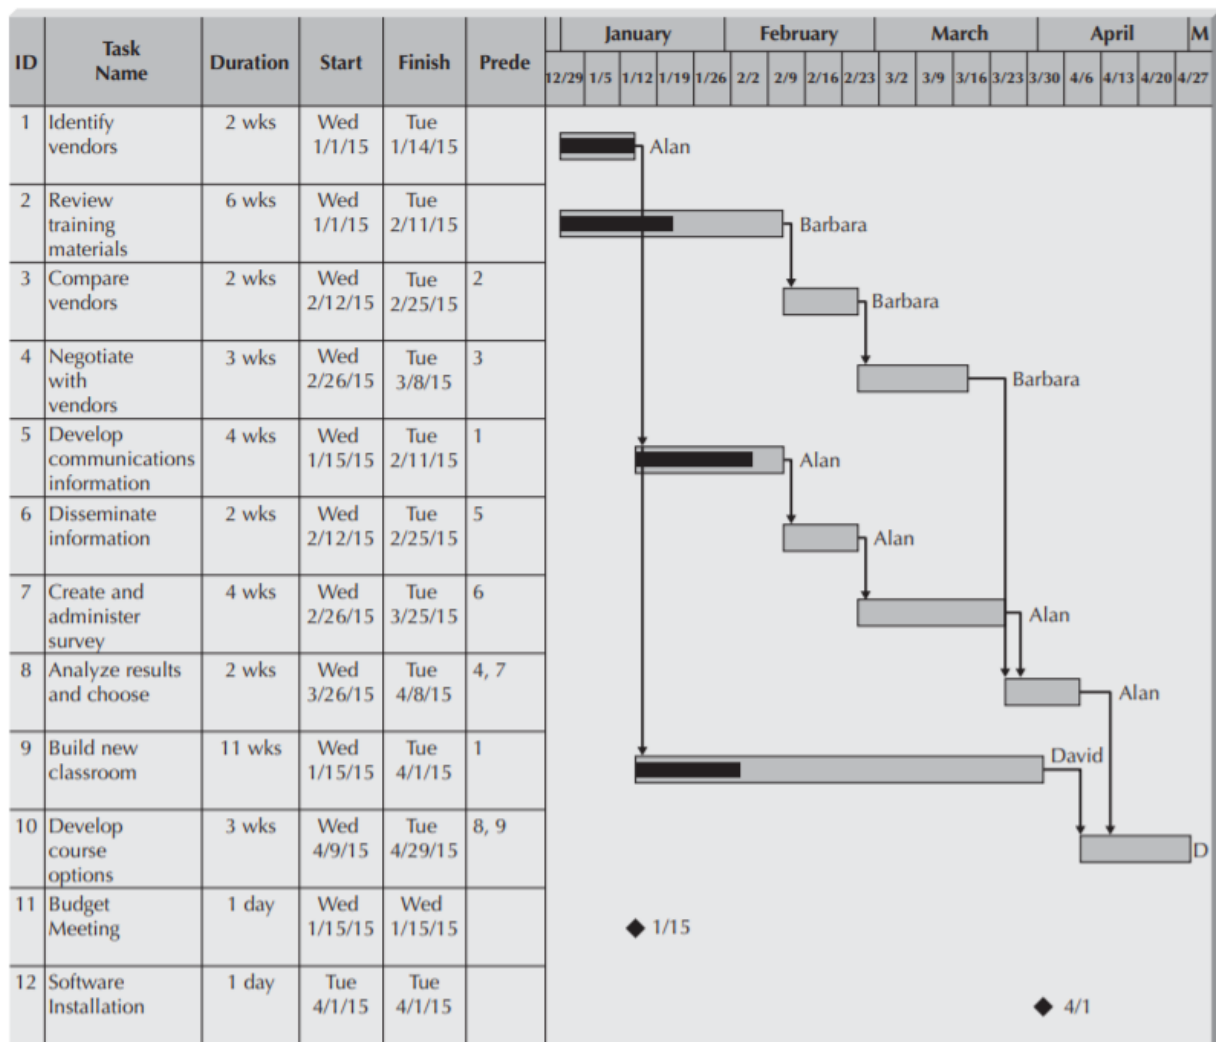 ID Task Name Duration Start Finish Prede
January February March April M
12/29 1/5 1/12 1/19 1/26 2/2 2/9 2/16 2/23 3/2 3/9 3/16 3/23 3/30 4/6 4/13 4/20 4/27
1 Identify 2 wks Wed Tue
vendors 1/1/15 1/14/15
Alan
2 Review 6 wks Wed Tue
training 1/1/15 2/11/15
materials
Barbara
3 Compare 2 wks Wed Tue 2
vendors 2/12/15 2/25/15
Barbara
4 Negotiate 3 wks Wed Tue 3
with 2/26/15 3/8/15
vendors
Barbara
5 Develop 4 wks Wed Tue 1
communications 1/15/15 2/11/15
information
Alan
6 Disseminate 2 wks Wed Tue 5
information 2/12/15 2/25/15
Alan
7 Create and 4 wks Wed Tue 6
administer 2/26/15 3/25/15
survey
Alan
8 Analyze results 2 wks Wed Tue 4, 7
and choose 3/26/15 4/8/15
Alan
9 Build new 11 wks Wed Tue 1
classroom 1/15/15 4/1/15
David
10 Develop 3 wks Wed Tue 8, 9
course 4/9/15 4/29/15
options
D
11 Budget 1 day Wed Wed
Meeting 1/15/15 1/15/15
1/15
12 Software 1 day Tue Tue
Installation 4/1/15 4/1/15
4/1